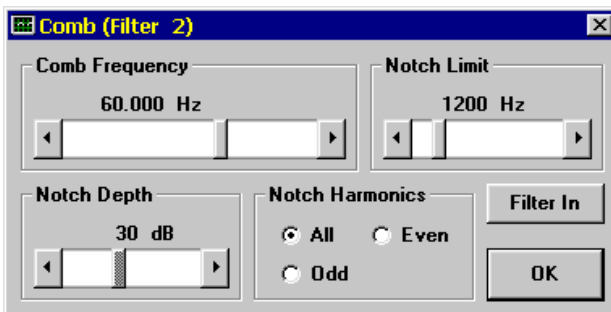 Comb (Filter 2)
Comb Frequency
60.000 Hz
Notch Limit
1200 Hz
Notch Depth
30 dB
Notch Harmonics
All
Even
Odd
Filter In
OK